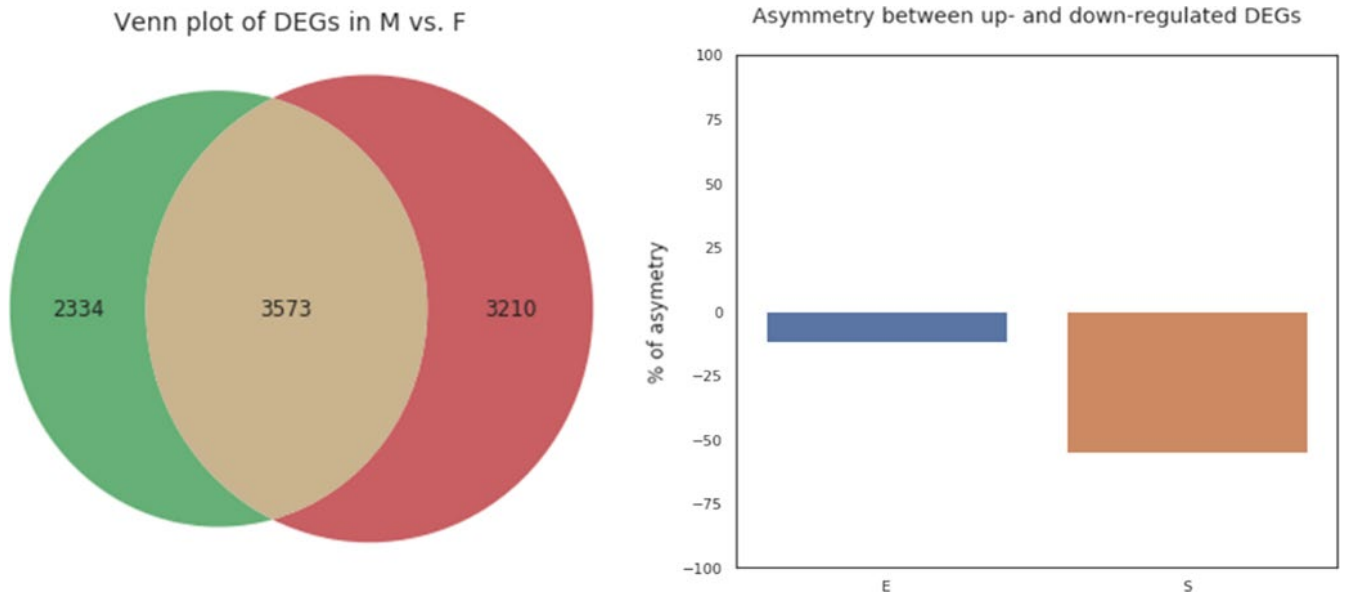 Venn plot of DEGs in M vs. F
2334
3573
3210
Asymmetry between up- and down-regulated DEGs
% of asymetry
100
75
50
25
0
−25
−50
−75
−100
E
S